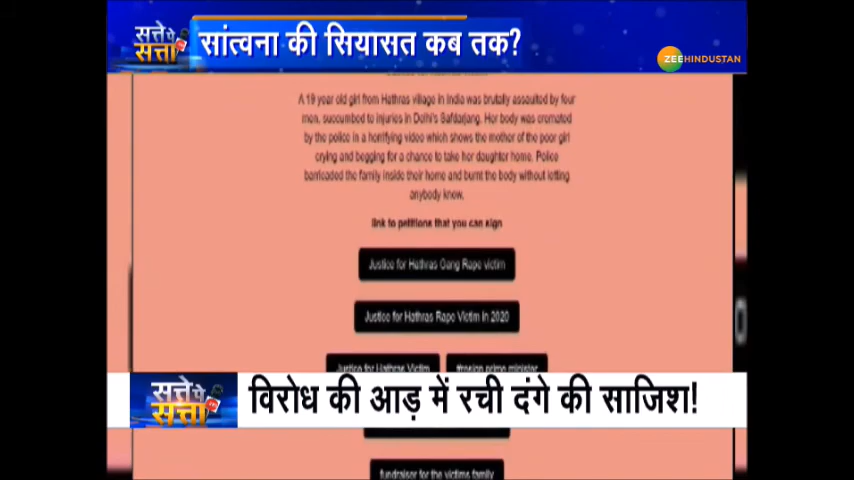 सत्ते पे सत्ता
सांत्वना की सियासत कब तक?
ZEE HINDUSTAN
A 19 year old girl from Hathras village in India was brutally assaulted by four
men, succumbed to injuries in Delhi's Safdarjang. Her body was cremated
by the police in a horrifying video which shows the mother of the poor girl
crying and begging for a chance to take her daughter home. Police
barricaded the family inside their home and burnt the body without letting
anybody know.
link to petitions that you can sign
Justice for Hathras Gang Rape victim
Justice for Hathras Rape Victim in 2020
Justice for Hathras Victim
#resign prime minister
सत्ते पे सत्ता
विरोध की आड़ में रची दंगे की साजिश!
fundraiser for the victims family